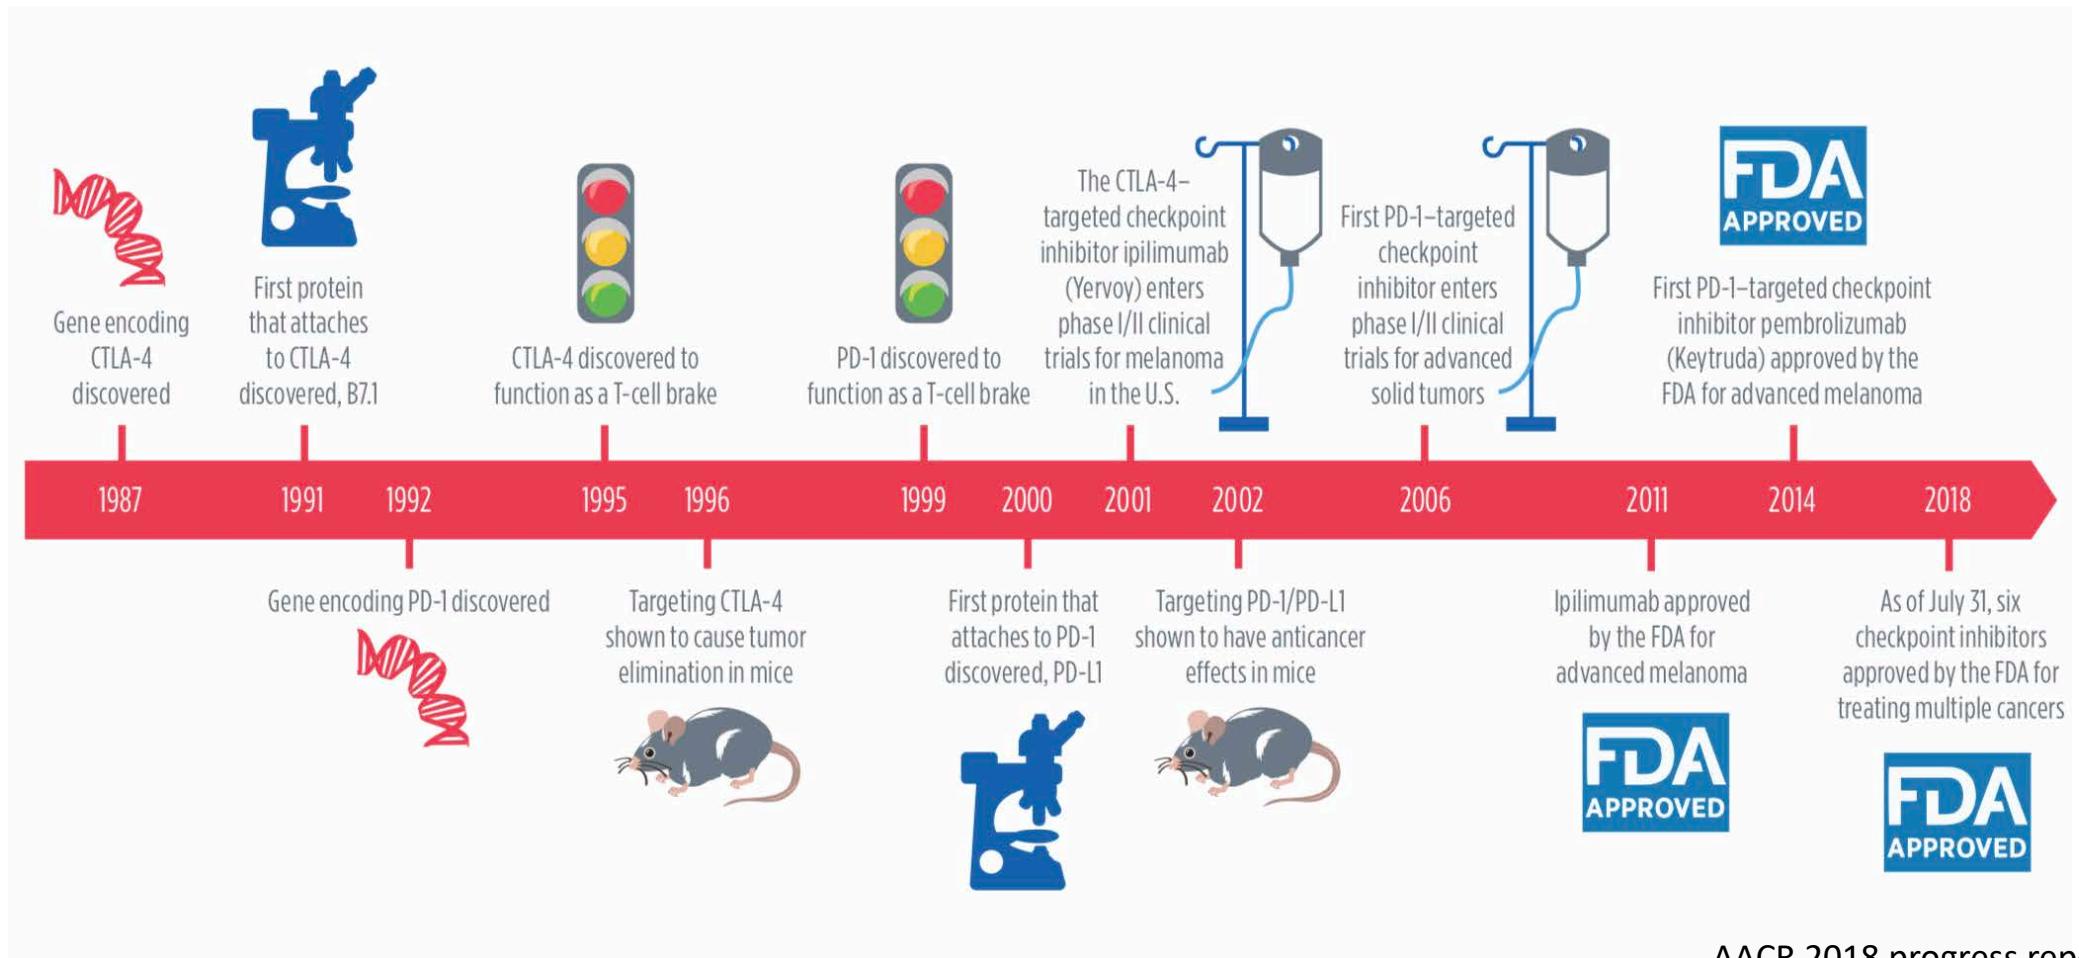 Gene encoding
CTLA-4
discovered
First protein
that attaches
to CTLA-4
discovered, B7.1
CTLA-4 discovered to
function as a T-cell brake
PD-1 discovered to
function as a T-cell brake
The CTLA-4–
targeted checkpoint
inhibitor ipilimumab
(Yervoy) enters
phase I/II clinical
trials for melanoma
in the U.S.
First PD-1–targeted
checkpoint
inhibitor enters
phase I/II clinical
trials for advanced
solid tumors
FDA
APPROVED
First PD-1–targeted checkpoint
inhibitor pembrolizumab
(Keytruda) approved by the
FDA for advanced melanoma
1987 1991 1992 1995 1996 1999 2000 2001 2002 2006 2011 2014 2018
Gene encoding PD-1 discovered
Targeting CTLA-4
shown to cause tumor
elimination in mice
First protein that
attaches to PD-1
discovered, PD-L1
Targeting PD-1/PD-L1
shown to have anticancer
effects in mice
Ipilimumab approved
by the FDA for
advanced melanoma
FDA
APPROVED
As of July 31, six
checkpoint inhibitors
approved by the FDA for
treating multiple cancers
FDA
APPROVED
AACR 2018 progress